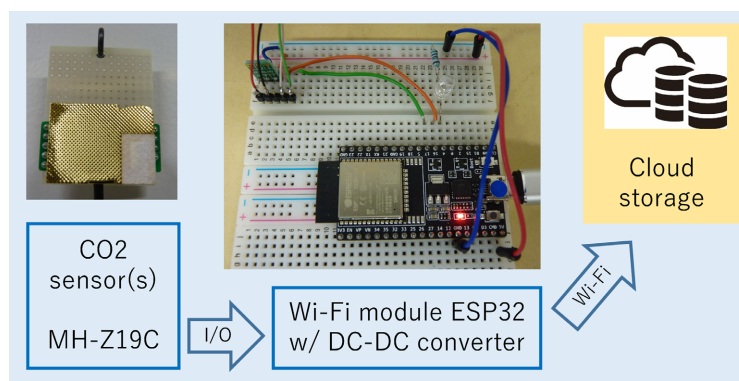 CO2
sensor(s)
MH-Z19C
I/O
Wi-Fi module ESP32
w/ DC-DC converter
Wi-Fi
Cloud
storage